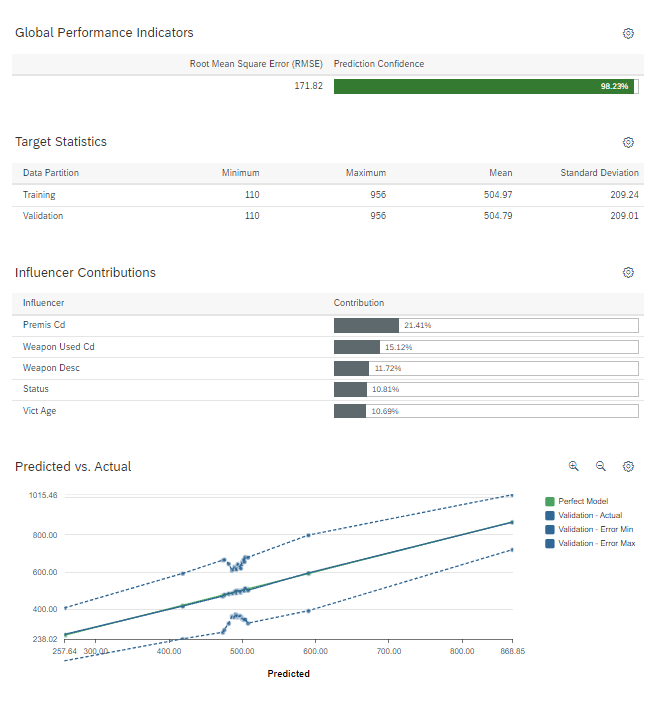 Global Performance Indicators
Root Mean Square Error (RMSE) Prediction Confidence
171.82 98.23%
Target Statistics
Data Partition Minimum Maximum Mean Standard Deviation
Training 110 956 504.97 209.24
Validation 110 956 504.79 209.01
Influencer Contributions
Influencer Contribution
Premis Cd 21.41%
Weapon Used Cd 15.12%
Weapon Desc 11.72%
Status 10.81%
Vict Age 10.69%
Predicted vs. Actual
1015.46
800.00
600.00
400.00
238.02
257.64 300.00 400.00 500.00 600.00 700.00 800.00 868.85
Predicted
Perfect Model
Validation - Actual
Validation - Error Min
Validation - Error Max